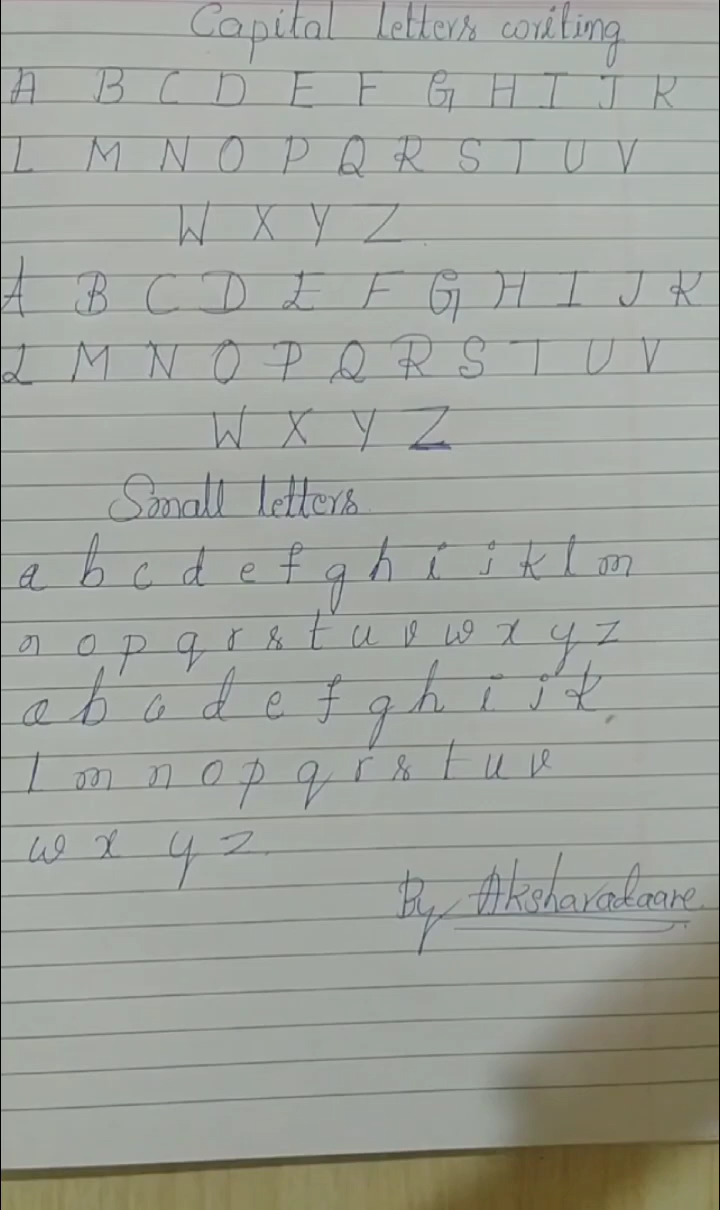 Capital letters writing
A B C D E F G H I J K
L M N O P Q R S T U V
W X Y Z
A B C D E F G H I J K
L M N O P Q R S T U V
W X Y Z
Small letters
a b c d e f g h i j k l m
n o p q r s t u v w x y z
a b c d e f g h i j k
l m n o p q r s t u v
w x y z
By Aksharadaare